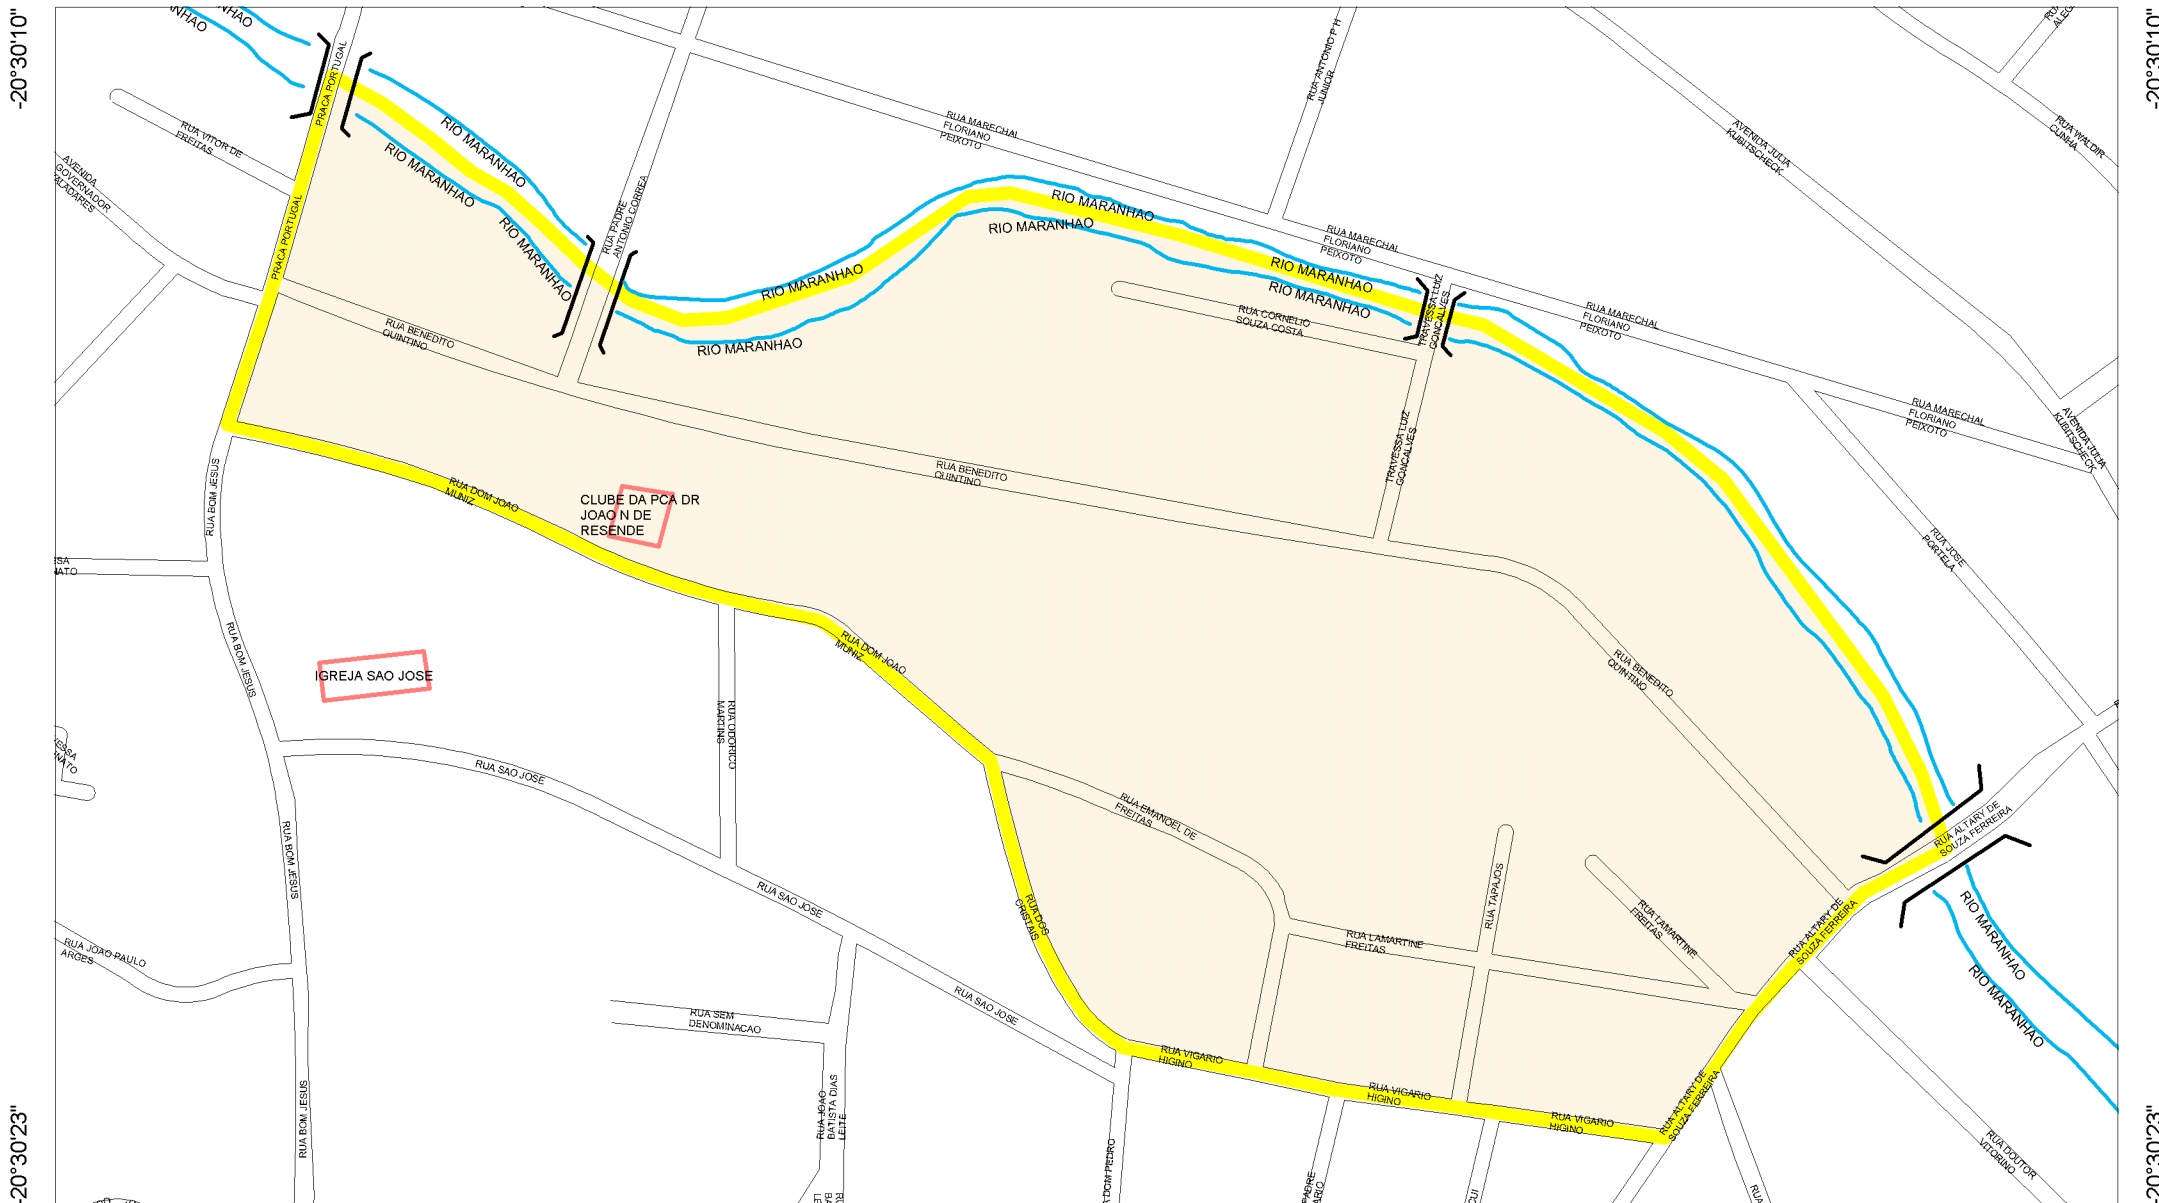 -20°30'10"
-20°30'10"
-20°30'23"
-20°30'23"
NHAO
PRACA PORTUGAL
RIO MARANHAO
RIO MARANHAO
RIO MARANHAO
RUA VITOR DE
FREITAS
AVENIDA
GOVERNADOR
ALADARES
PRACA PORTUGAL
RUA PADRE
ANTONIO CORREA
RUA MARECHAL
FLORIANO
PEIXOTO
RUA ANTONIO P H
JUNIOR
AVENIDA JULIA
KUBITSCHECK
RUA WALDIR
CUNHA
RIO MARANHAO
RIO MARANHAO
RIO MARANHAO
RIO MARANHAO
RUA MARECHAL
FLORIANO
PEIXOTO
RIO MARANHAO
RIO MARANHAO
RUA CORNELIO
SOUZA COSTA
TRAVESSA LUIZ
GONCALVES
RUA MARECHAL
FLORIANO
PEIXOTO
RUA BENEDITO
QUINTINO
RUA MARECHAL
FLORIANO
PEIXOTO
AVENIDA JULIA
KUBITSCHECK
TRAVESSA LUIZ
GONCALVES
RUA BENEDITO
QUINTINO
RUA BOM JESUS
RUA DOM JOAO
MUNIZ
CLUBE DA PCA DR
JOAO N DE
RESENDE
RUA JOSE
PORTELA
RUA BOM JESUS
IGREJA SAO JOSE
RUA DOM JOAO
MUNIZ
RUA BENEDITO
QUINTINO
RUA ODORICO
MARTINS
RUA SAO JOSE
RUA EMANOEL DE
FREITAS
RUA ALTARY DE
SOUZA FERREIRA
RUA BOM JESUS
RUA SAO JOSE
RUA DOS
CRISTAIS
RUA TAPAJOS
RUA LAMARTINE
FREITAS
RUA LAMARTINE
FREITAS
RUA ALTARY DE
SOUZA FERREIRA
RIO MARANHAO
RIO MARANHAO
RUA JOAO PAULO
ARGES
RUA SAO JOSE
RUA SEM
DENOMINACAO
RUA VIGARIO
HIGINO
RUA VIGARIO
HIGINO
RUA VIGARIO
HIGINO
RUA ALTARY DE
SOUZA FERREIRA
RUA BOM JESUS
RUA JOAO
BATISTA DIAS
LEITE
RUA DOUTOR
VITORINO